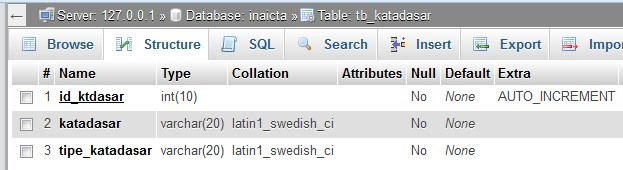 ← Server: 127.0.0.1 » Database: inaicta » Table: tb_katadasar
Browse Structure SQL Search Insert Export Impor
# Name Type Collation Attributes Null Default Extra
1 id_ktdasar int(10) No None AUTO_INCREMENT
2 katadasar varchar(20) latin1_swedish_ci No None
3 tipe_katadasar varchar(20) latin1_swedish_ci No None